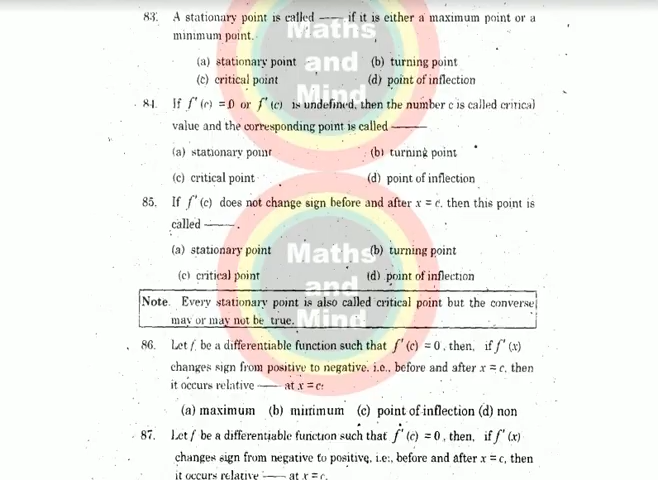 83. A stationary point is called —— if it is either a maximum point or a
minimum point.
(a) stationary point (b) turning point
(c) critical point (d) point of inflection
84. If f′(c) = 0 or f′(c) is undefined, then the number c is called critical
value and the corresponding point is called ——
(a) stationary point (b) turning point
(c) critical point (d) point of inflection
85. If f′(c) does not change sign before and after x = c, then this point is
called ——.
(a) stationary point (b) turning point
(c) critical point (d) point of inflection
Note. Every stationary point is also called critical point but the converse
may or may not be true.
86. Let f be a differentiable function such that f′(c) = 0, then, if f′(x)
changes sign from positive to negative. i.e., before and after x = c, then
it occurs relative —— at x = c:
(a) maximum (b) minimum (c) point of inflection (d) non
87. Let f be a differentiable function such that f′(c) = 0, then, if f′(x)
changes sign from negative to positive, i.e., before and after x = c, then
it occurs relative —— at x = c.
Maths
and
Mind
Maths
and
Mind